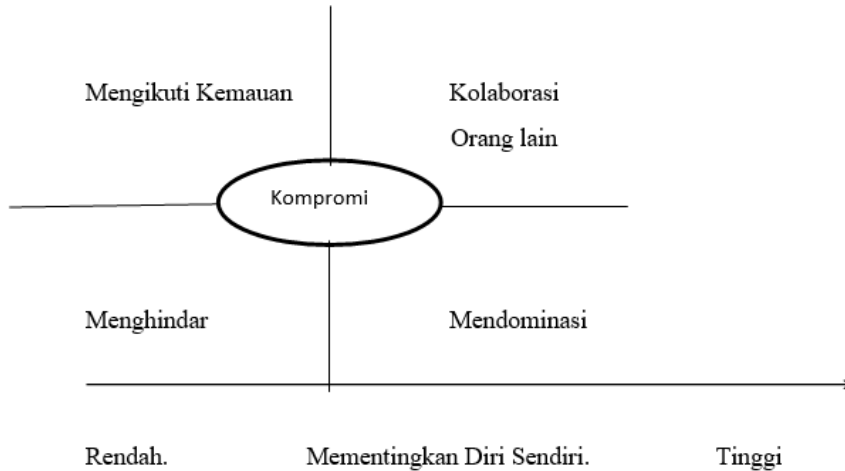 Mengikuti Kemauan Kolaborasi
Orang lain
Kompromi
Menghindar Mendominasi
Rendah. Mementingkan Diri Sendiri. Tinggi